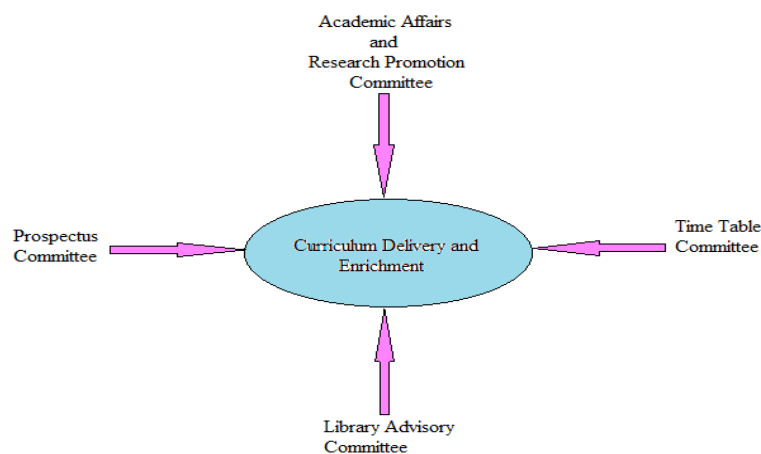 Academic Affairs
and
Research Promotion
Committee
Prospectus
Committee
Curriculum Delivery and
Enrichment
Time Table
Committee
Library Advisory
Committee